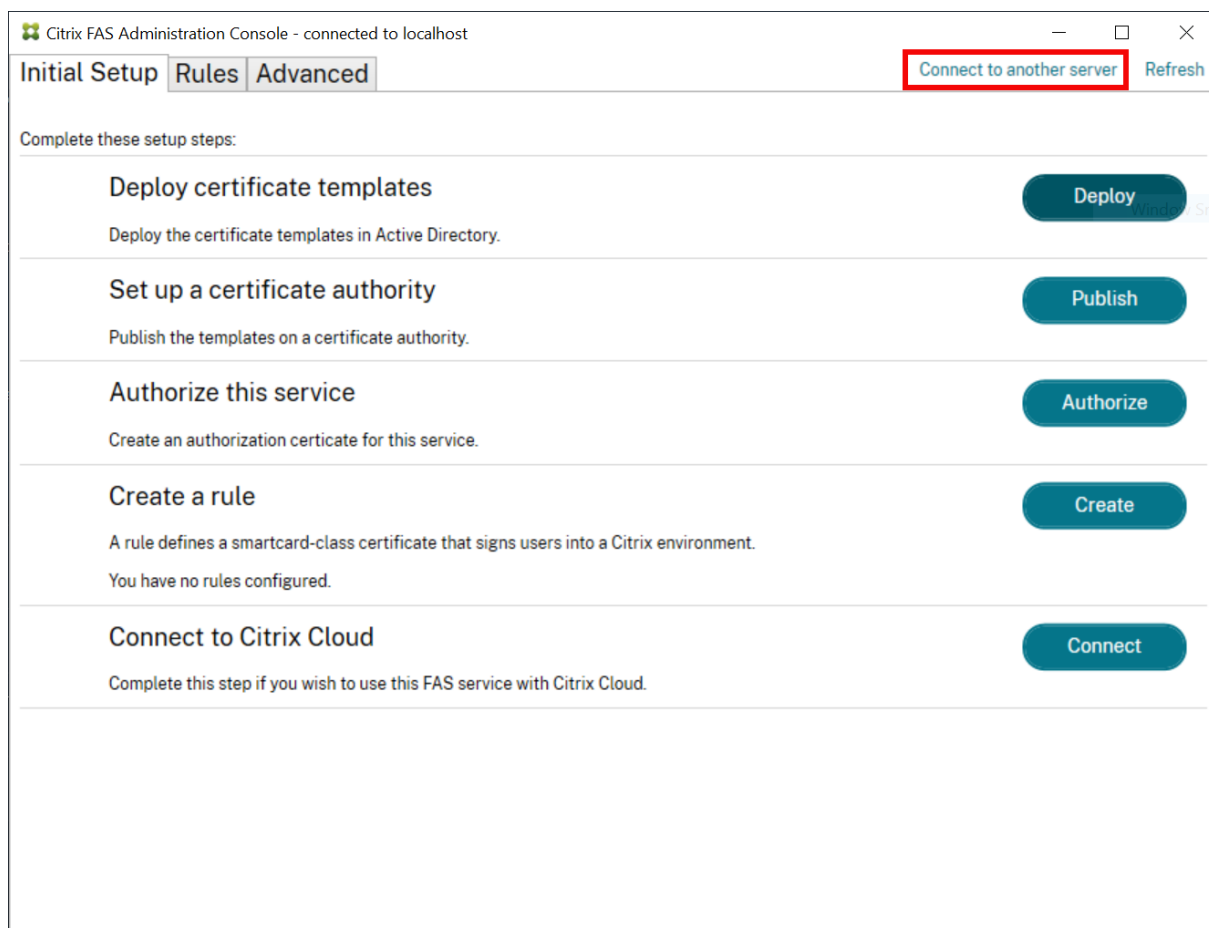 Citrix FAS Administration Console - connected to localhost
Initial Setup Rules Advanced Connect to another server Refresh
Complete these setup steps:
Deploy certificate templates
Deploy
Deploy the certificate templates in Active Directory.
Set up a certificate authority
Publish
Publish the templates on a certificate authority.
Authorize this service
Authorize
Create an authorization certicate for this service.
Create a rule
Create
A rule defines a smartcard-class certificate that signs users into a Citrix environment.
You have no rules configured.
Connect to Citrix Cloud
Connect
Complete this step if you wish to use this FAS service with Citrix Cloud.